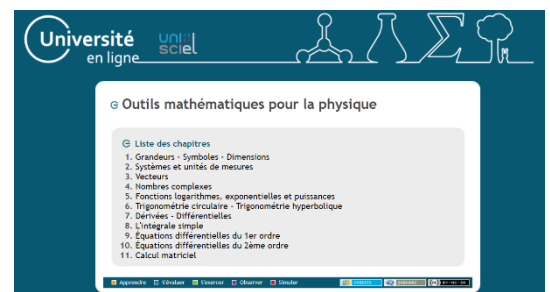 Université
en ligne
uni
sciel
Outils mathématiques pour la physique
Liste des chapitres
1. Grandeurs - Symboles - Dimensions
2. Systèmes et unités de mesures
3. Vecteurs
4. Nombres complexes
5. Fonctions logarithmes, exponentielles et puissances
6. Trigonométrie circulaire - Trigonométrie hyperbolique
7. Dérivées - Différentielles
8. L'intégrale simple
9. Équations différentielles du 1er ordre
10. Équations différentielles du 2ème ordre
11. Calcul matriciel
Apprendre S'évaluer S'exercer Observer Simuler